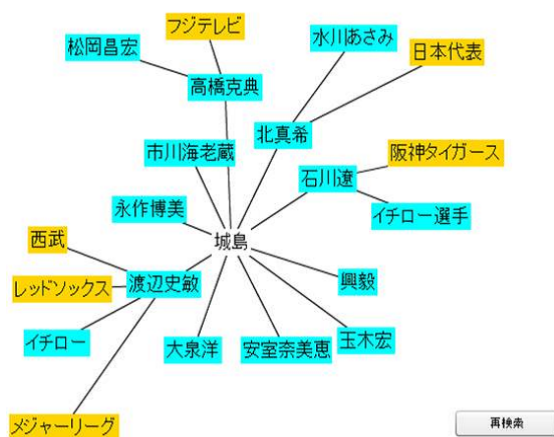 フジテレビ
松岡昌宏
水川あさみ
日本代表
高橋克典
北真希
市川海老蔵
阪神タイガース
石川遼
永作博美
イチロー選手
西武
城島
レッドソックス
渡辺史敏
興毅
イチロー
大泉洋
安室奈美恵
玉木宏
メジャーリーグ
再検索